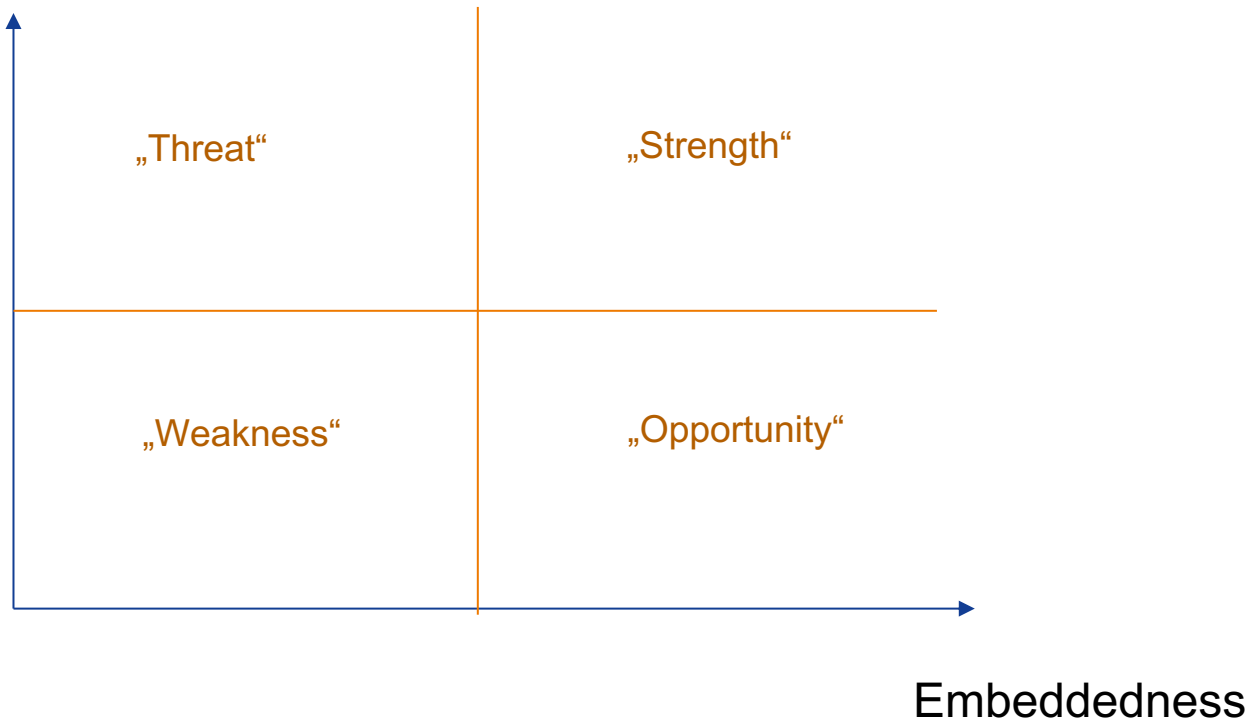 „Threat“
„Strength“
„Weakness“
„Opportunity“
Embeddedness